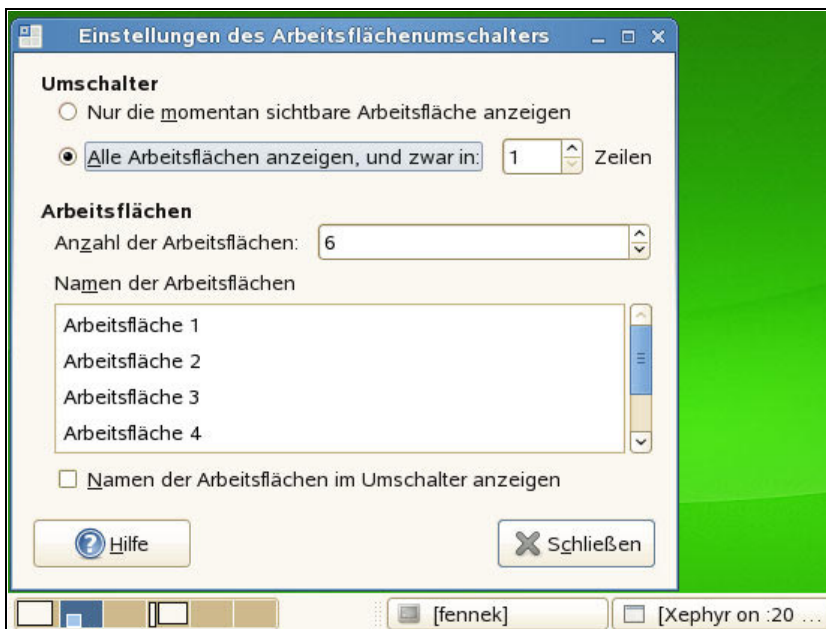 Einstellungen des Arbeitsflächenumschalters
Umschalter
Nur die momentan sichtbare Arbeitsfläche anzeigen
Alle Arbeitsflächen anzeigen, und zwar in: 1 Zeilen
Arbeitsflächen
Anzahl der Arbeitsflächen: 6
Namen der Arbeitsflächen
Arbeitsfläche 1
Arbeitsfläche 2
Arbeitsfläche 3
Arbeitsfläche 4
Namen der Arbeitsflächen im Umschalter anzeigen
Hilfe Schließen
[fennek] [Xephyr on :20 ...